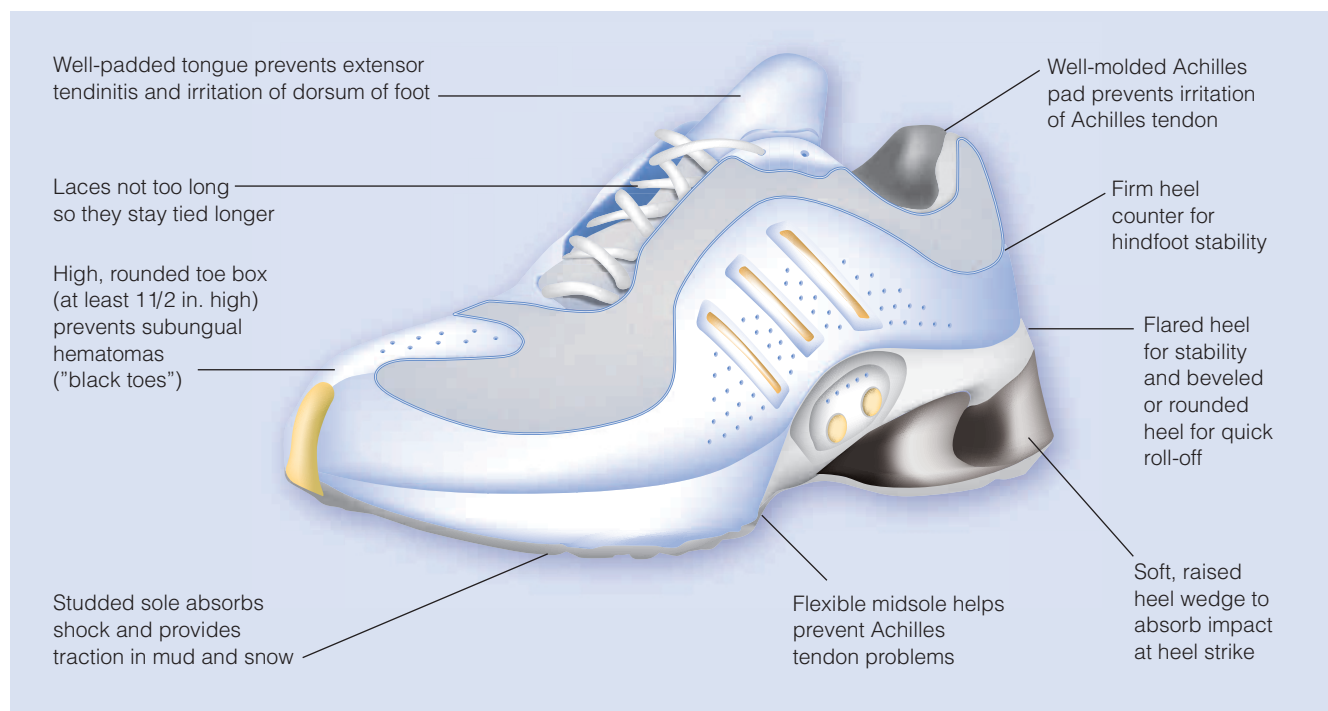 Well-padded tongue prevents extensor
tendinitis and irritation of dorsum of foot
Laces not too long
so they stay tied longer
High, rounded toe box
(at least 1 1/2 in. high)
prevents subungual
hematomas
("black toes")
Studded sole absorbs
shock and provides
traction in mud and snow
Well-molded Achilles
pad prevents irritation
of Achilles tendon
Firm heel
counter for
hindfoot stability
Flared heel
for stability
and beveled
or rounded
heel for quick
roll-off
Soft, raised
heel wedge to
absorb impact
at heel strike
Flexible midsole helps
prevent Achilles
tendon problems